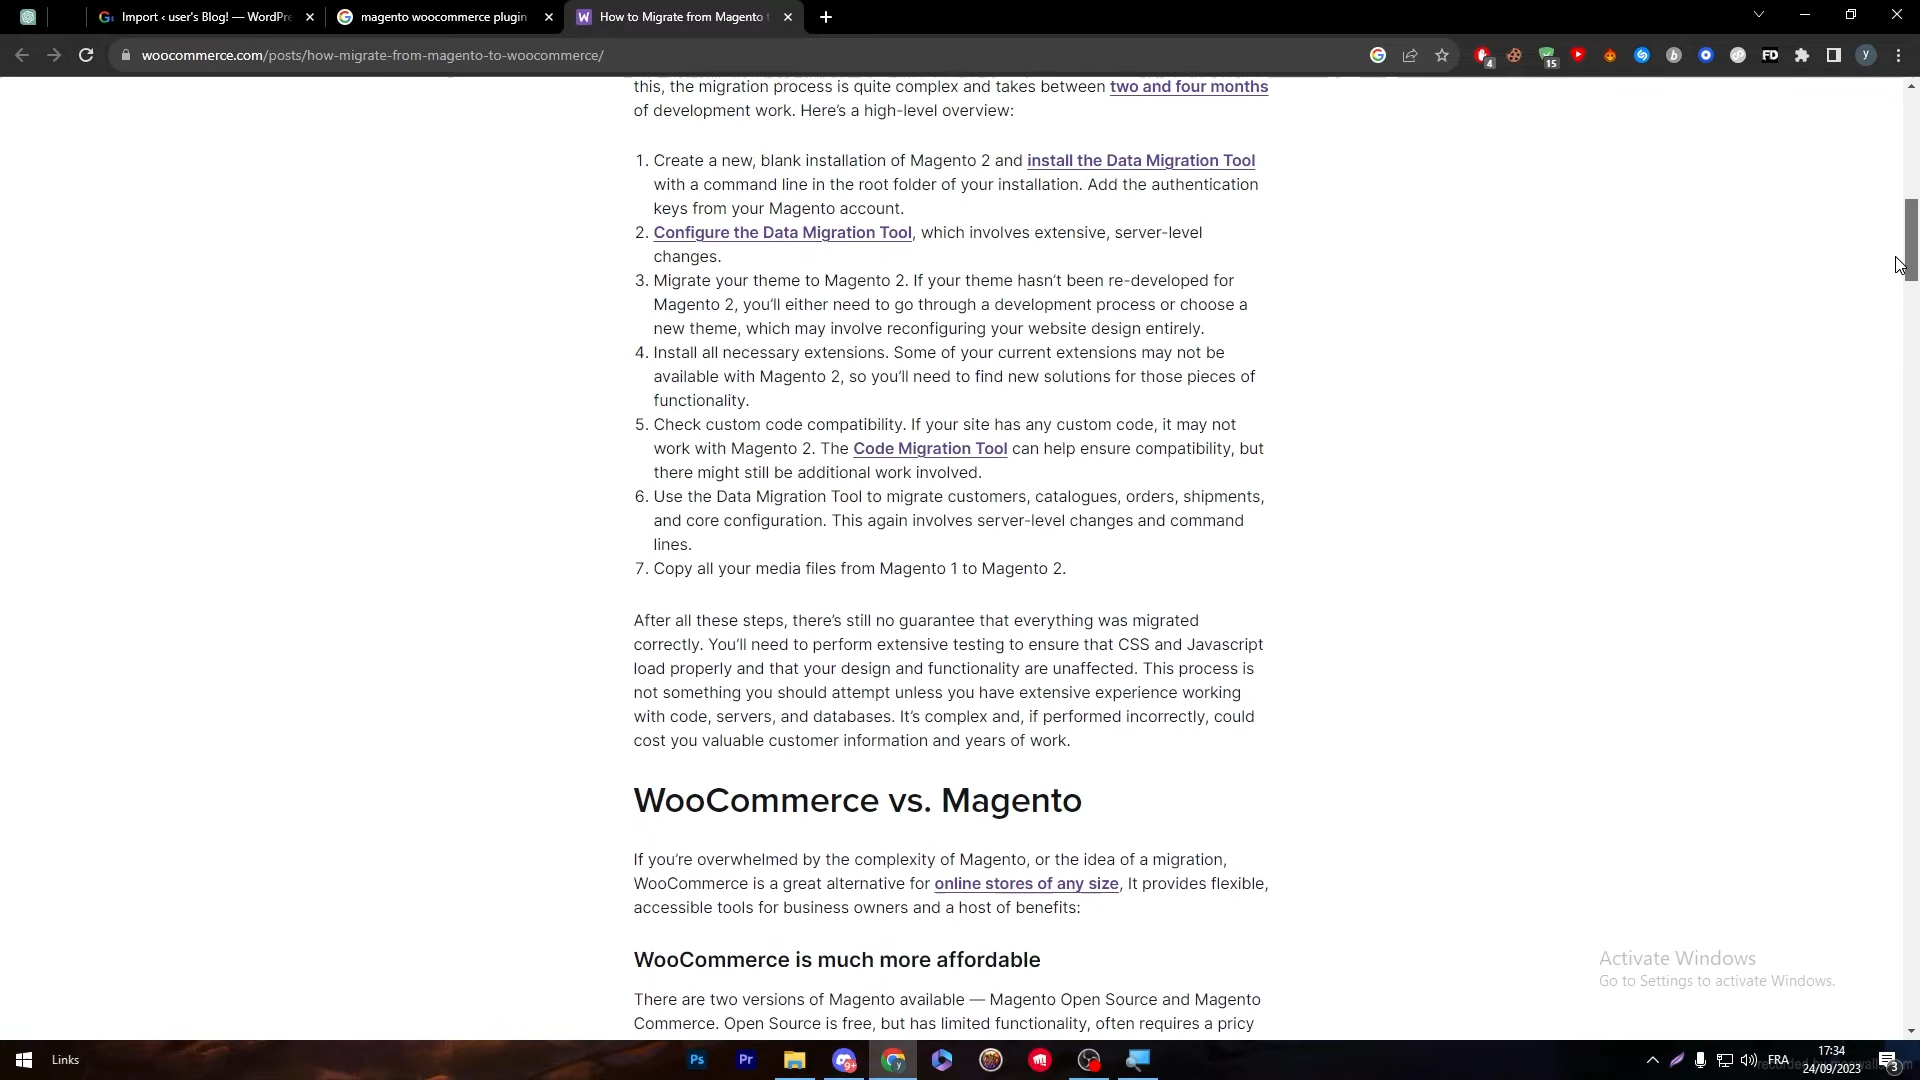 Import ‹ user's Blog! — WordPre
magento woocommerce plugin
How to Migrate from Magento t
woocommerce.com/posts/how-migrate-from-magento-to-woocommerce/
4
15
b
FD
y
this, the migration process is quite complex and takes between two and four months
of development work. Here’s a high-level overview:
1. Create a new, blank installation of Magento 2 and install the Data Migration Tool
with a command line in the root folder of your installation. Add the authentication
keys from your Magento account.
2. Configure the Data Migration Tool, which involves extensive, server-level
changes.
3. Migrate your theme to Magento 2. If your theme hasn’t been re-developed for
Magento 2, you’ll either need to go through a development process or choose a
new theme, which may involve reconfiguring your website design entirely.
4. Install all necessary extensions. Some of your current extensions may not be
available with Magento 2, so you’ll need to find new solutions for those pieces of
functionality.
5. Check custom code compatibility. If your site has any custom code, it may not
work with Magento 2. The Code Migration Tool can help ensure compatibility, but
there might still be additional work involved.
6. Use the Data Migration Tool to migrate customers, catalogues, orders, shipments,
and core configuration. This again involves server-level changes and command
lines.
7. Copy all your media files from Magento 1 to Magento 2.
After all these steps, there’s still no guarantee that everything was migrated
correctly. You’ll need to perform extensive testing to ensure that CSS and Javascript
load properly and that your design and functionality are unaffected. This process is
not something you should attempt unless you have extensive experience working
with code, servers, and databases. It’s complex and, if performed incorrectly, could
cost you valuable customer information and years of work.
WooCommerce vs. Magento
If you’re overwhelmed by the complexity of Magento, or the idea of a migration,
WooCommerce is a great alternative for online stores of any size, It provides flexible,
accessible tools for business owners and a host of benefits:
WooCommerce is much more affordable
There are two versions of Magento available — Magento Open Source and Magento
Commerce. Open Source is free, but has limited functionality, often requires a pricy
Activate Windows
Go to Settings to activate Windows.
Links
Ps
Pr
9+
FRA
17:34
24/09/2023
3